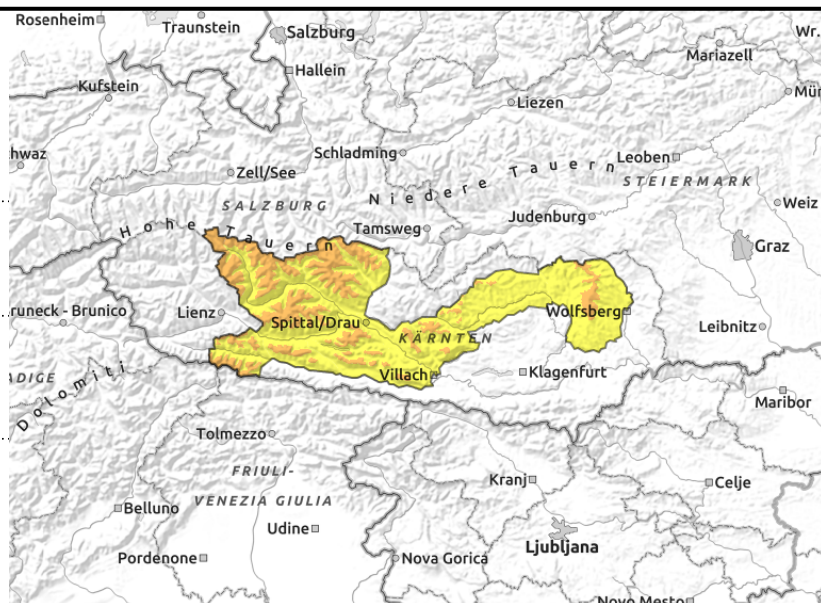 Rosenheim
Traunstein
Salzburg
Wr.
Hallein
Mariazell
Kufstein
Liezen
hwaz
Schladming
Leoben
Zell/See
Niedere Tauern
STEIERMARK
SALZBURG
Weiz
Hohe Tauern
Tamsweg
Judenburg
Graz
runeck - Brunico
Lienz
Wolfsberg
Spittal/Drau
KÄRNTEN
Leibnitz
ADIGE
Villach
Klagenfurt
Dolomiti
Maribor
Tolmezzo
FRIULI-
VENEZIA GIULIA
Kranj
Celje
Belluno
Udine
Ljubljana
Pordenone
Nova Gorica
Novo Mesto